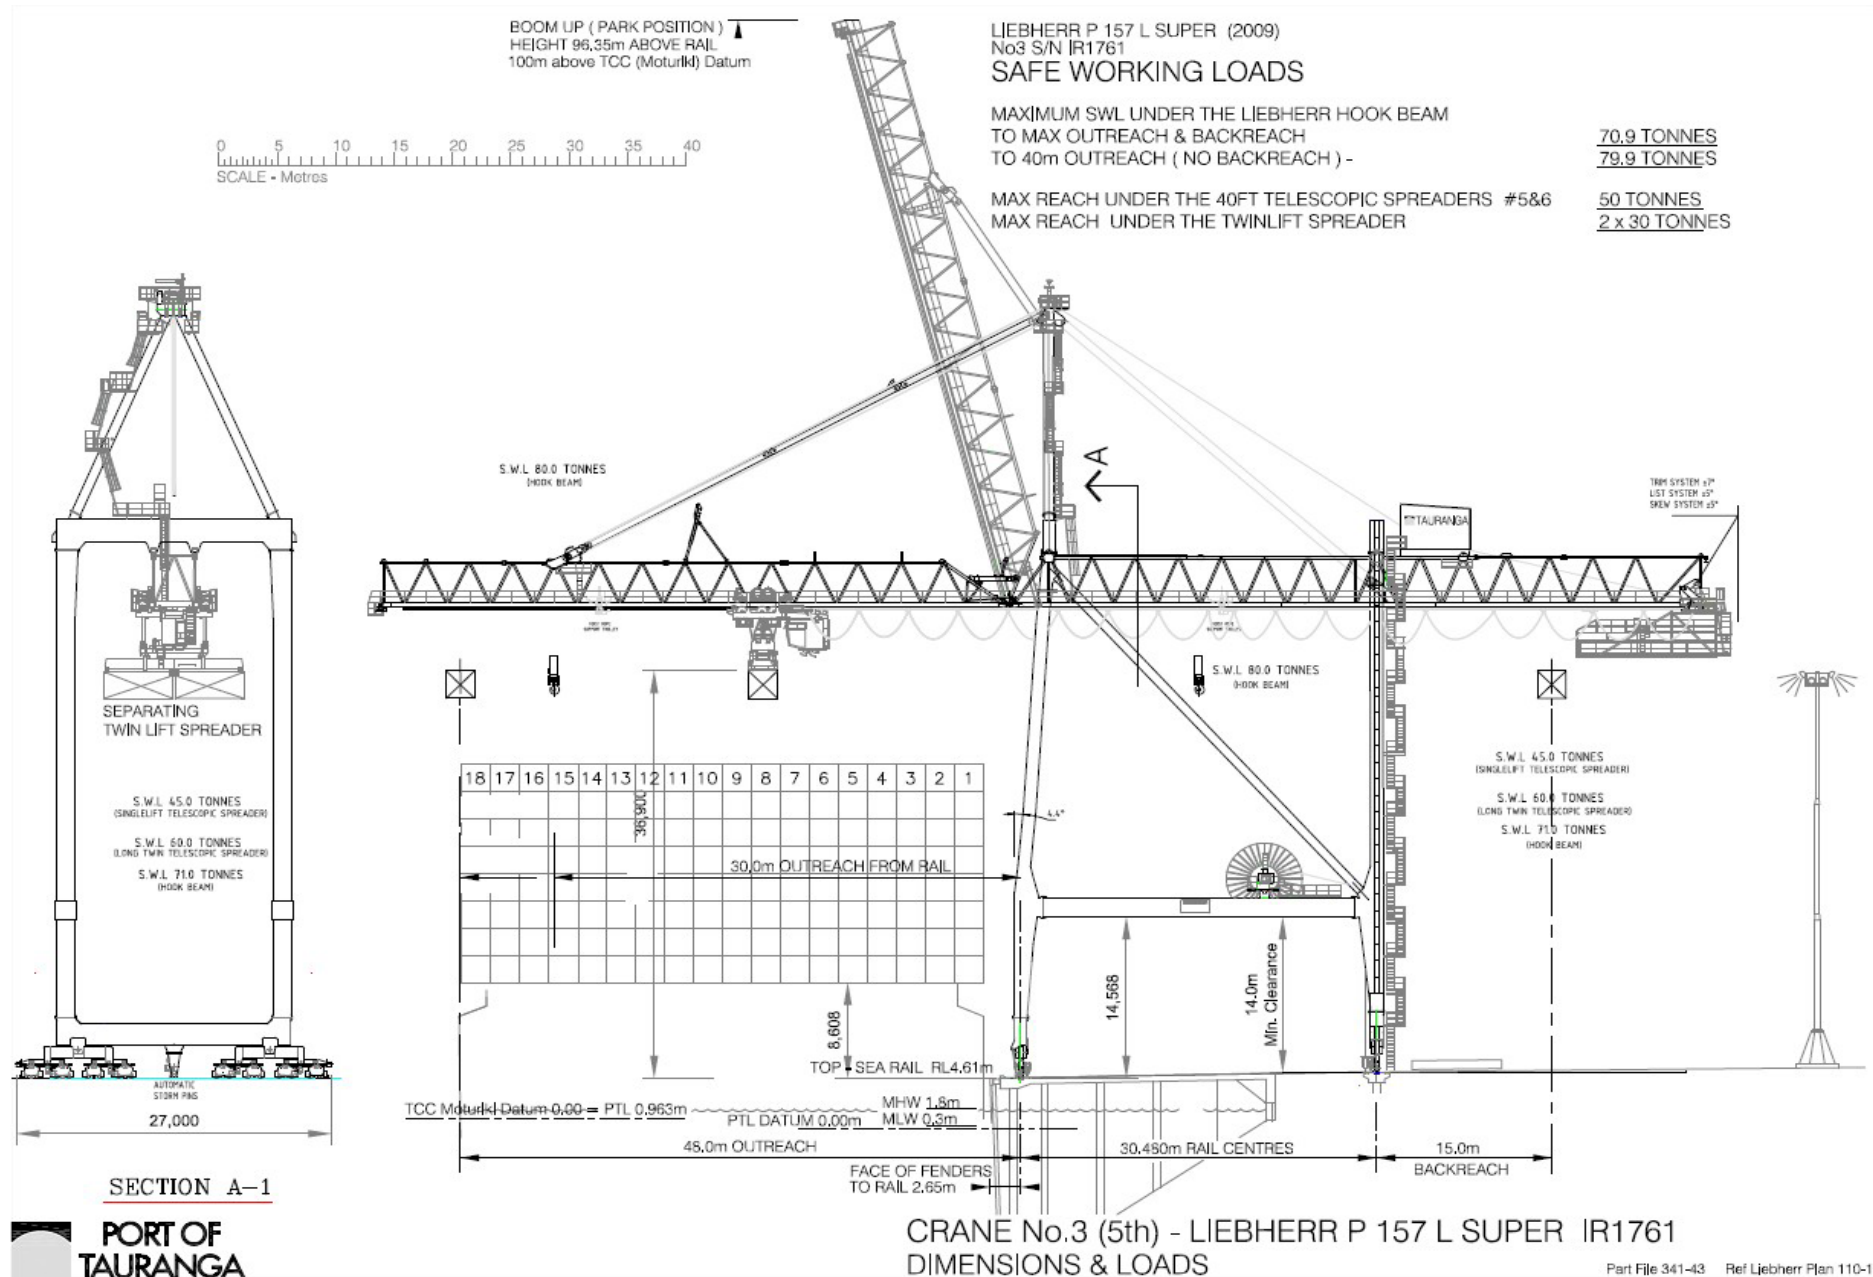 BOOM UP ( PARK POSITION )
HEIGHT 96.35m ABOVE RAIL
100m above TCC (Moturiki) Datum
LIEBHERR P 157 L SUPER (2009)
No3 S/N IR1761
SAFE WORKING LOADS
MAXIMUM SWL UNDER THE LIEBHERR HOOK BEAM
TO MAX OUTREACH & BACKREACH 70.9 TONNES
TO 40m OUTREACH ( NO BACKREACH ) - 79.9 TONNES
MAX REACH UNDER THE 40FT TELESCOPIC SPREADERS #5&6 50 TONNES
MAX REACH UNDER THE TWINLIFT SPREADER 2 x 30 TONNES
0 5 10 15 20 25 30 35 40
SCALE - Metres
A
S.W.L 80.0 TONNES
(HOOK BEAM)
TRIM SYSTEM ±7°
LIST SYSTEM ±5°
SKEW SYSTEM ±5°
TAURANGA
S.W.L 80.0 TONNES
(HOOK BEAM)
SEPARATING
TWIN LIFT SPREADER
S.W.L 45.0 TONNES
(SINGLELIFT TELESCOPIC SPREADER)
S.W.L 60.0 TONNES
(LONG TWIN TELESCOPIC SPREADER)
S.W.L 71.0 TONNES
(HOOK BEAM)
18 17 16 15 14 13 12 11 10 9 8 7 6 5 4 3 2 1
36,900
4.4°
30.0m OUTREACH FROM RAIL
S.W.L 45.0 TONNES
(SINGLELIFT TELESCOPIC SPREADER)
S.W.L 60.0 TONNES
(LONG TWIN TELESCOPIC SPREADER)
S.W.L 71.0 TONNES
(HOOK BEAM)
14,568
14.0m
Min. Clearance
8,608
TOP - SEA RAIL RL4.61m
AUTOMATIC
STORM PINS
27,000
TCC Moturiki Datum 0.00 = PTL 0.963m
MHW 1.8m
PTL DATUM 0.00m MLW 0.3m
48.0m OUTREACH
30.480m RAIL CENTRES
15.0m
BACKREACH
FACE OF FENDERS
TO RAIL 2.65m
SECTION A-1
PORT OF
TAURANGA
CRANE No.3 (5th) - LIEBHERR P 157 L SUPER IR1761
DIMENSIONS & LOADS
Part File 341-43 Ref Liebherr Plan 110-1